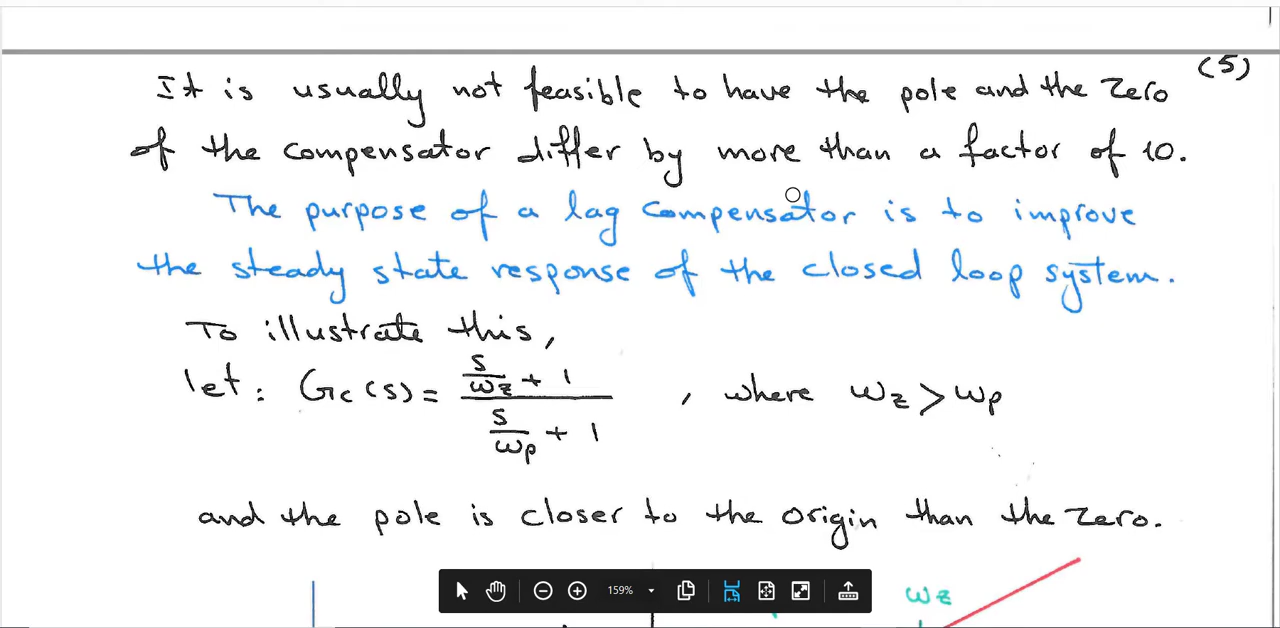 (5)
It is usually not feasible to have the pole and the zero
of the compensator differ by more than a factor of 10.
The purpose of a lag compensator is to improve
the steady state response of the closed loop system.
To illustrate this,
let: Gc(s) = (s/ωz + 1)/(s/ωp + 1) , where ωz > ωp
and the pole is closer to the origin than the zero.
159%
ωz